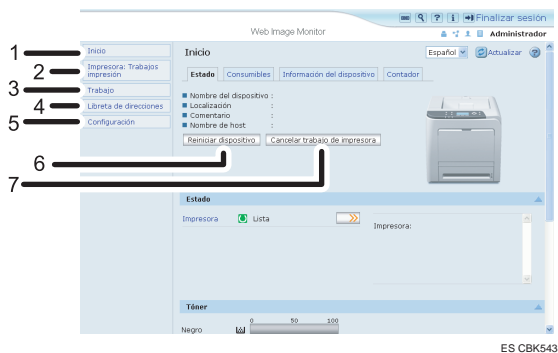 Finalizar sesión
Web Image Monitor
Administrador
1
Inicio
Inicio
Español
Actualizar
2
Impresora: Trabajos
impresión
Estado Consumibles Información del dispositivo Contador
3
Trabajo
Nombre del dispositivo :
4
Libreta de direcciones
Localización :
Comentario :
5
Configuración
Nombre de host :
Reiniciar dispositivo Cancelar trabajo de impresora
6
7
Estado
Impresora Lista
Impresora:
Tóner
0 50 100
Negro
ES CBK543